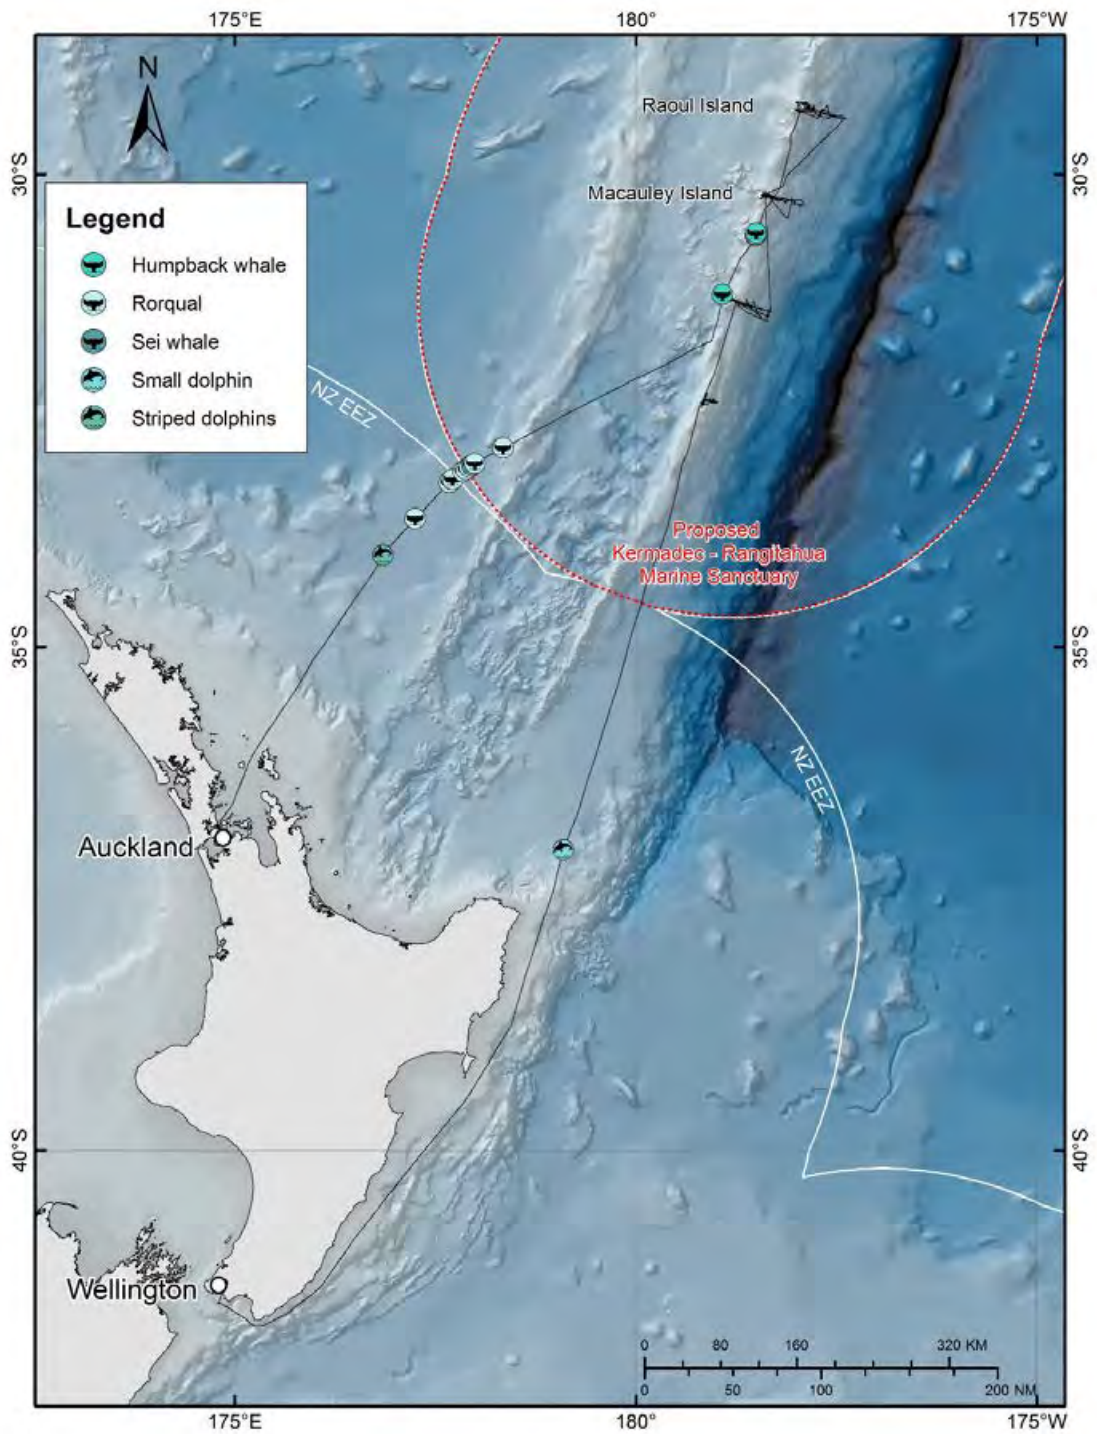 175°E
180°
175°W
N
Raoul Island
30°S
30°S
Macauley Island
Legend
Humpback whale
Rorqual
Sei whale
Small dolphin
Striped dolphins
NZ EEZ
Proposed
Kermadec - Rangitahua
Marine Sanctuary
35°S
35°S
NZ EEZ
Auckland
40°S
40°S
Wellington
0 80 160 320 KM
0 50 100 200 NM
175°E
180°
175°W